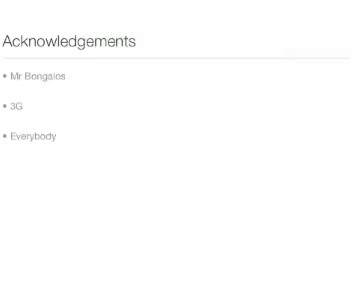 Acknowledgements
• Mr Bongalos
• 3G
• Everybody